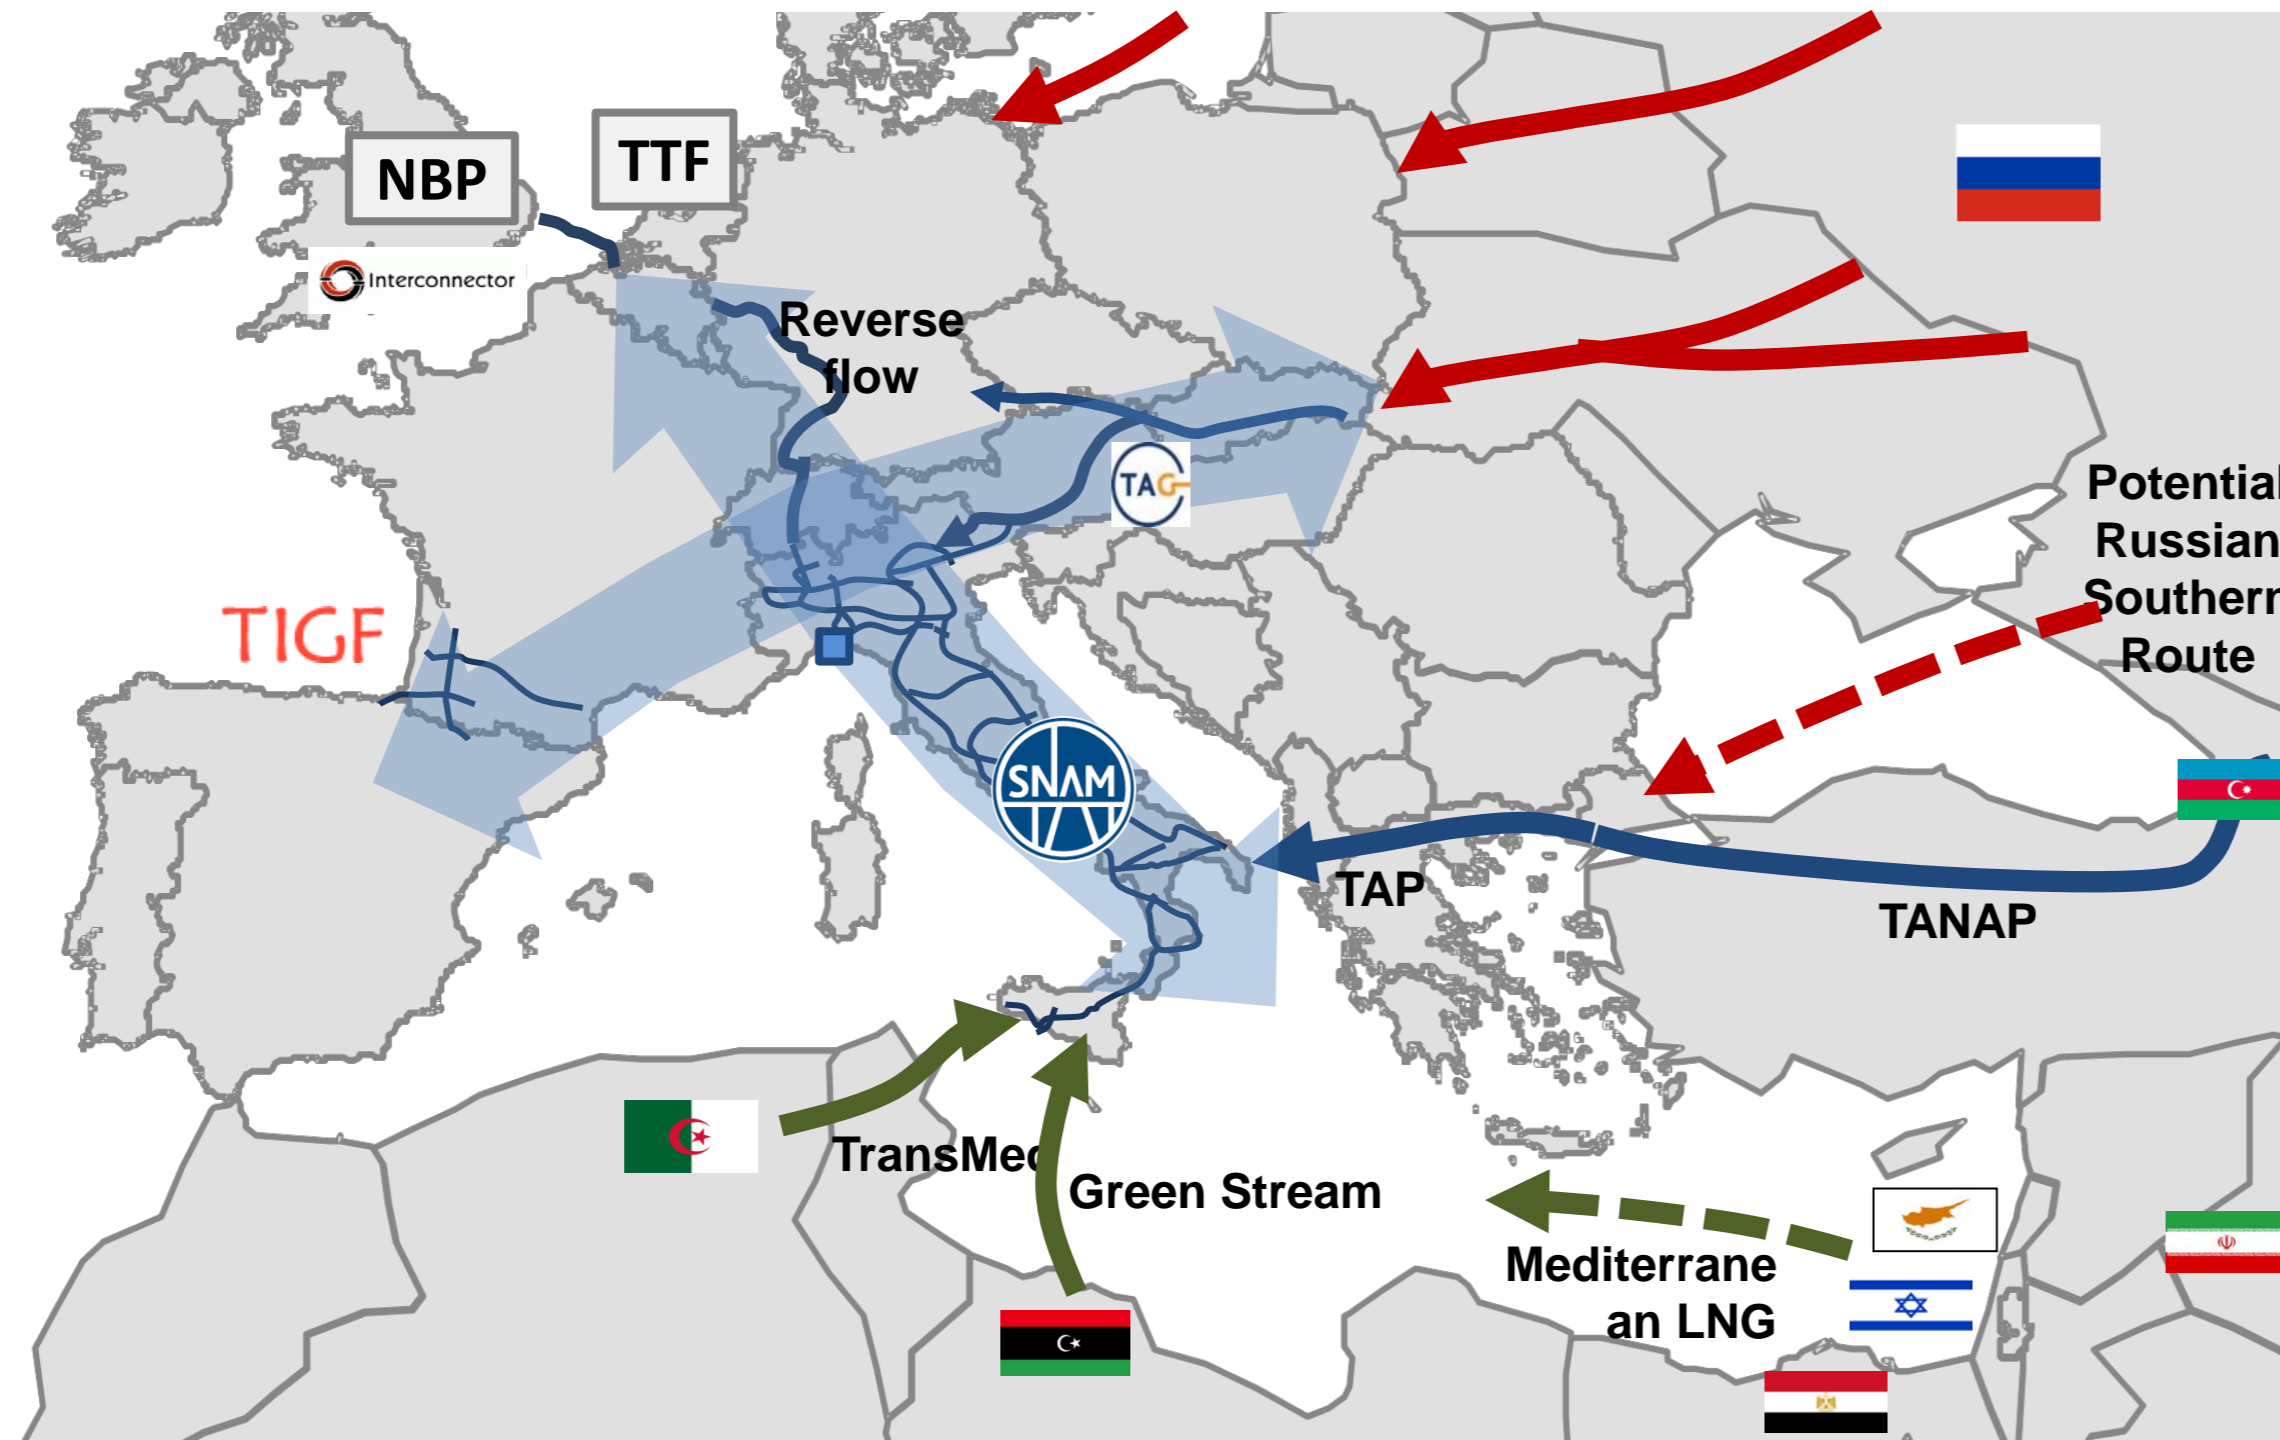 NBP
TTF
Interconnector
Reverse
flow
TAG
Potential
Russian
Southern
Route
TIGF
SNAM
TAP
TANAP
TransMed
Green Stream
Mediterrane
an LNG